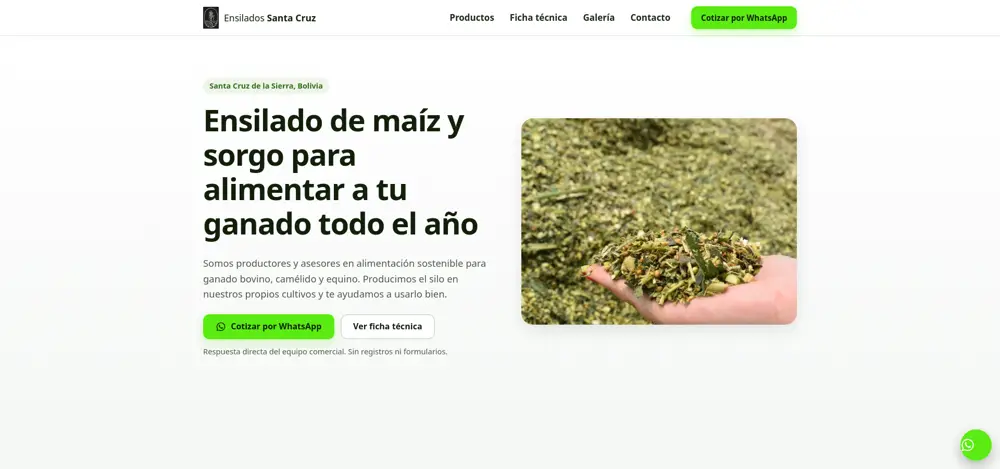 Ensilados Santa Cruz
Productos
Ficha técnica
Galería
Contacto
Cotizar por WhatsApp
Santa Cruz de la Sierra, Bolivia
Ensilado de maíz y
sorgo para
alimentar a tu
ganado todo el año
Somos productores y asesores en alimentación sostenible para
ganado bovino, camélido y equino. Producimos el silo en
nuestros propios cultivos y te ayudamos a usarlo bien.
Cotizar por WhatsApp
Ver ficha técnica
Respuesta directa del equipo comercial. Sin registros ni formularios.